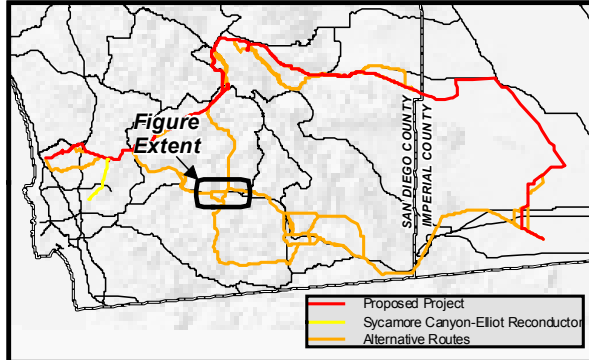 Figure
Extent
SAN DIEGO COUNTY
IMPERIAL COUNTY
Proposed Project
Sycamore Canyon-Elliot Reconductor
Alternative Routes